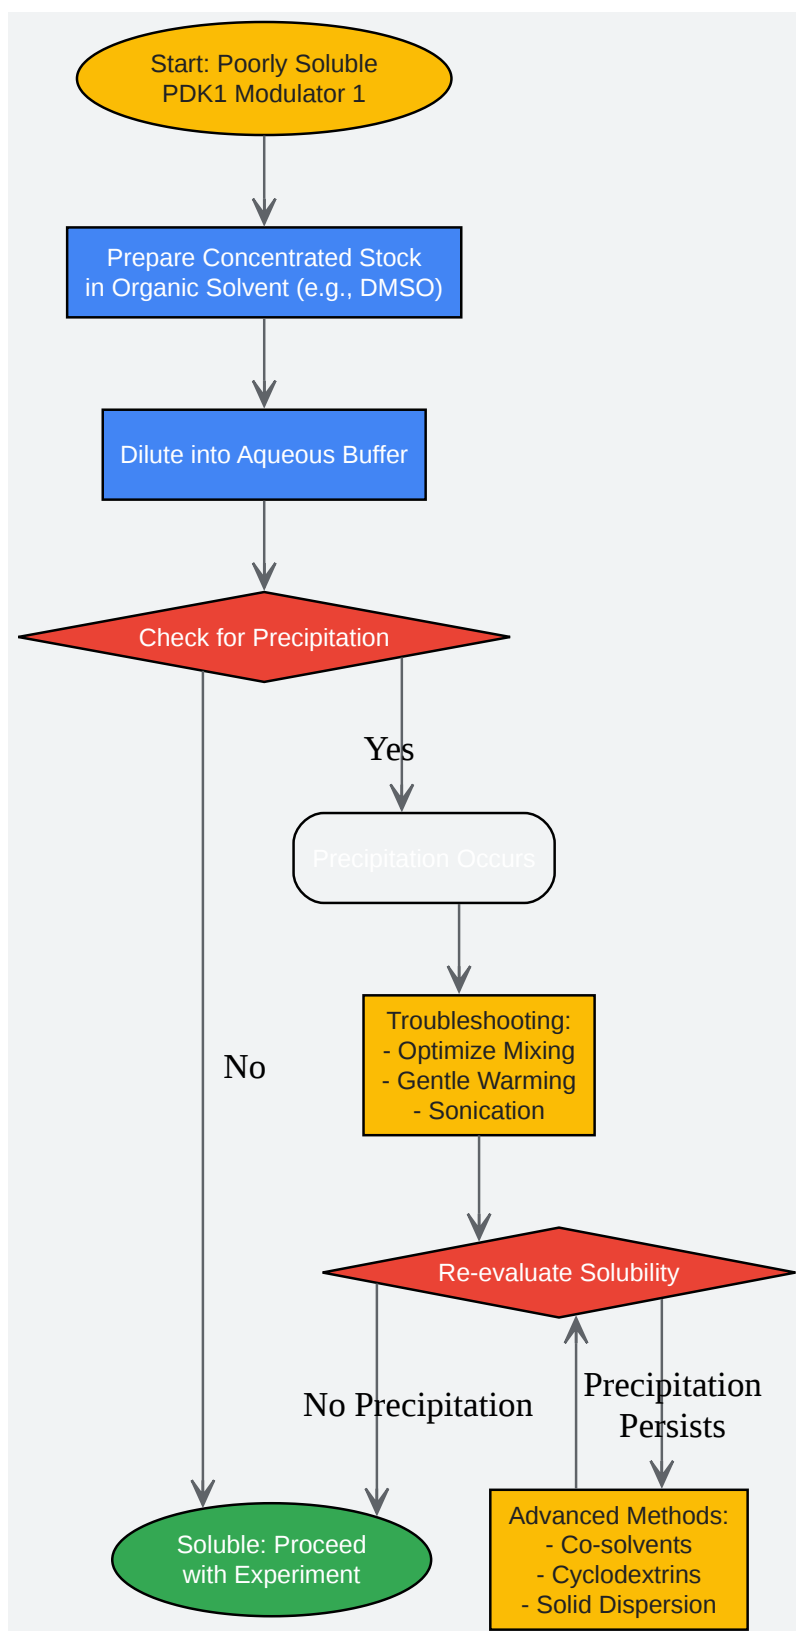 Start: Poorly Soluble
PDK1 Modulator 1
Prepare Concentrated Stock
in Organic Solvent (e.g., DMSO)
Dilute into Aqueous Buffer
Check for Precipitation
Yes
Precipitation Occurs
No
Troubleshooting:
- Optimize Mixing
- Gentle Warming
- Sonication
Re-evaluate Solubility
No Precipitation
Precipitation
Persists
Soluble: Proceed
with Experiment
Advanced Methods:
- Co-solvents
- Cyclodextrins
- Solid Dispersion